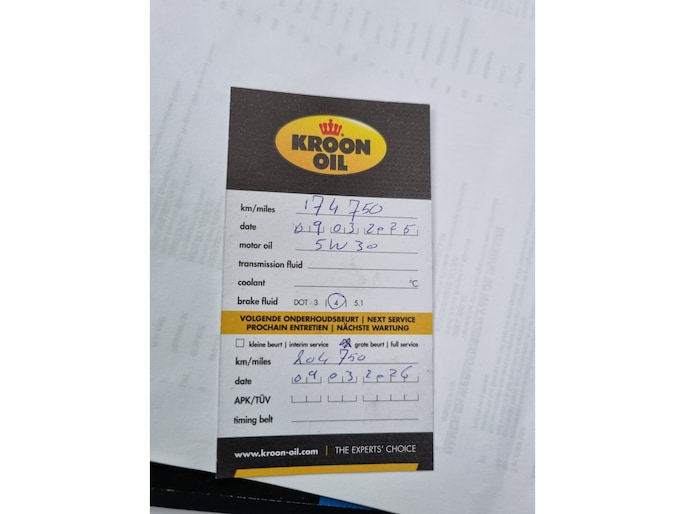 KROON
OIL
km/miles 174 750
date 09 03 2025
motor oil 5W30
transmission fluid
coolant °C
brake fluid DOT - 3 | 4 | 5.1
VOLGENDE ONDERHOUDSBEURT | NEXT SERVICE
PROCHAIN ENTRETIEN | NÄCHSTE WARTUNG
kleine beurt | interim service grote beurt | full service
km/miles 204 750
date 09 03 2026
APK/TÜV
timing belt
www.kroon-oil.com | THE EXPERTS' CHOICE